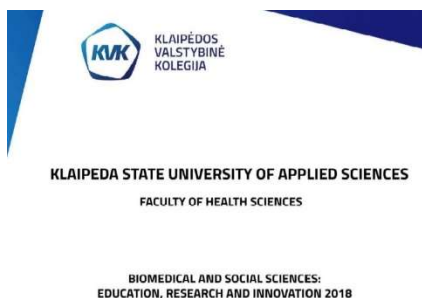 KVK
KLAIPĖDOS
VALSTYBINĖ
KOLEGIJA
KLAIPEDA STATE UNIVERSITY OF APPLIED SCIENCES
FACULTY OF HEALTH SCIENCES
BIOMEDICAL AND SOCIAL SCIENCES:
EDUCATION, RESEARCH AND INNOVATION 2018